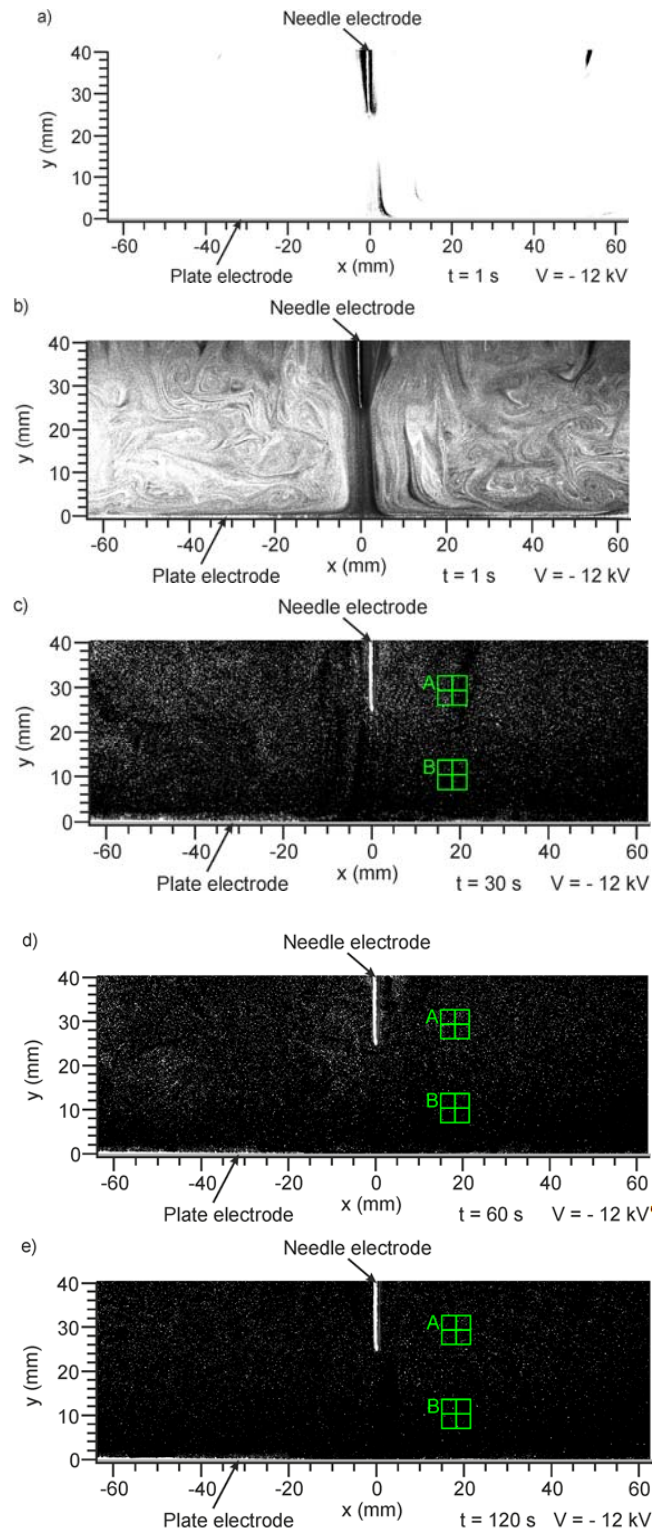 a)
Needle electrode
40
30
20
10
0
y (mm)
-60 -40 -20 0 20 40 60
x (mm)
Plate electrode
t = 1 s V = - 12 kV
b)
Needle electrode
40
30
20
10
0
y (mm)
-60 -40 -20 0 20 40 60
x (mm)
Plate electrode
t = 1 s V = - 12 kV
c)
Needle electrode
40
30
20
10
0
y (mm)
A
B
-60 -40 -20 0 20 40 60
x (mm)
Plate electrode
t = 30 s V = - 12 kV
d)
Needle electrode
40
30
20
10
0
y (mm)
A
B
-60 -40 -20 0 20 40 60
x (mm)
Plate electrode
t = 60 s V = - 12 kV'
e)
Needle electrode
40
30
20
10
0
y (mm)
A
B
-60 -40 -20 0 20 40 60
x (mm)
Plate electrode
t = 120 s V = - 12 kV